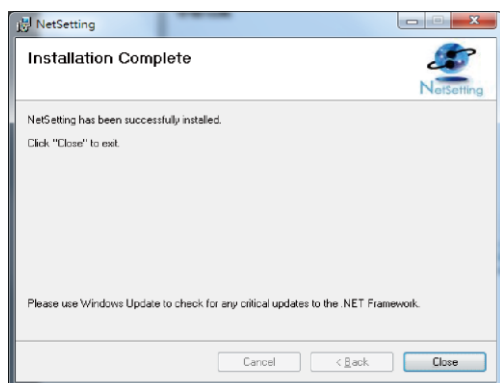 NetSetting
Installation Complete
NetSetting
NetSetting has been successfully installed.
Click "Close" to exit.
Please use Windows Update to check for any critical updates to the .NET Framework.
Cancel
< Back
Close